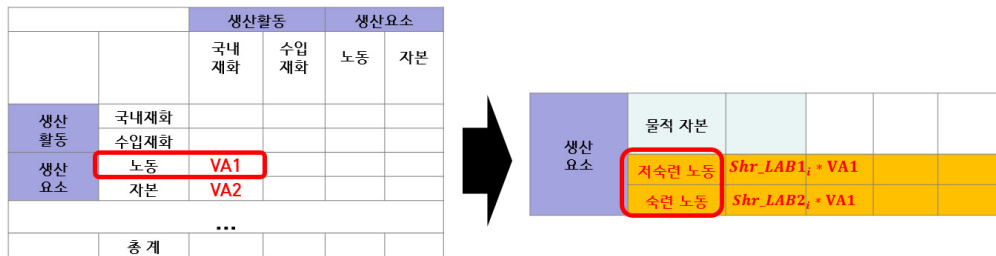 생산활동 생산요소
국내 재화 수입 재화 노동 자본
생산 활동 국내재화
수입재화
생산 요소 노동 VA1
자본 VA2
...
총 계
생산 요소 물적 자본
저숙련 노동 Shr_LAB1ᵢ * VA1
숙련 노동 Shr_LAB2ᵢ * VA1